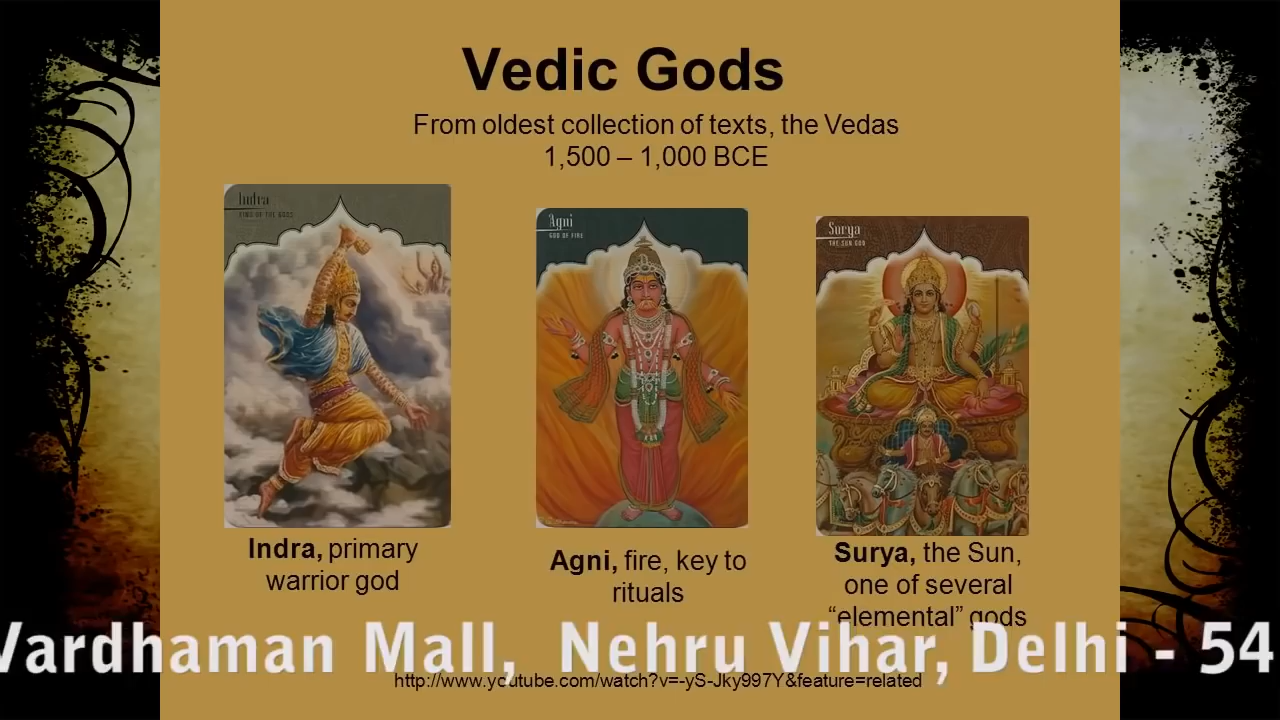 Vedic Gods
From oldest collection of texts, the Vedas
1,500 – 1,000 BCE
Indra
KING OF THE GODS
Agni
GOD OF FIRE
Surya
THE SUN GOD
Indra, primary
warrior god
Agni, fire, key to
rituals
Surya, the Sun,
one of several
“elemental” gods
Vardhaman Mall, Nehru Vihar, Delhi - 54
http://www.youtube.com/watch?v=-yS-Jky997Y&feature=related